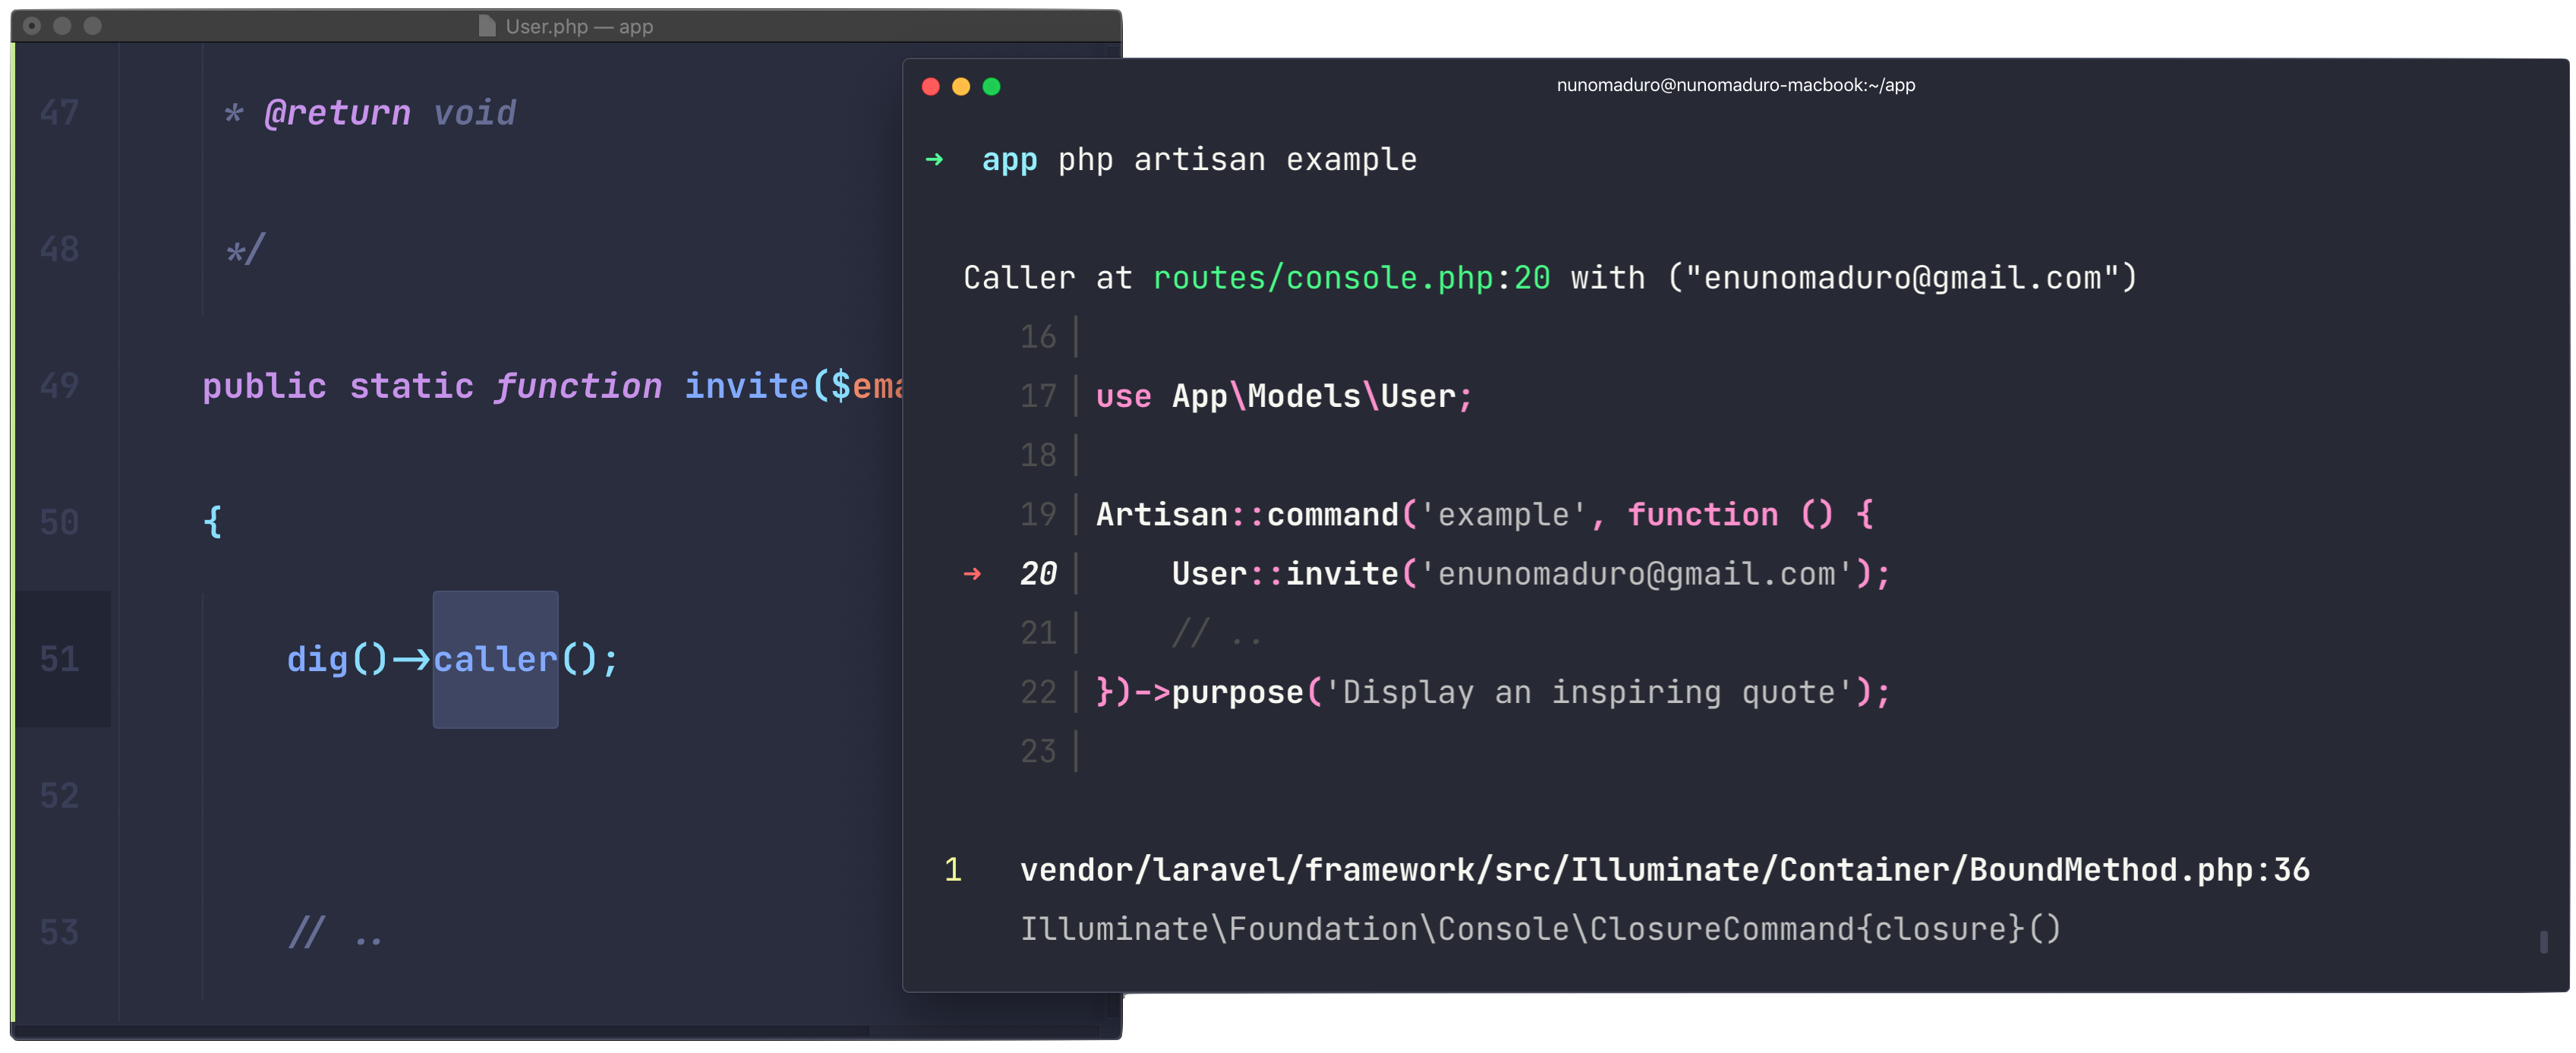 User.php — app
47 * @return void
48 */
49 public static function invite($ema
50 {
51 dig()->caller();
52
53 // ..
nunomaduro@nunomaduro-macbook:~/app
➜ app php artisan example
Caller at routes/console.php:20 with ("enunomaduro@gmail.com")
16
17 use App\Models\User;
18
19 Artisan::command('example', function () {
➜ 20 User::invite('enunomaduro@gmail.com');
21 // ..
22 })->purpose('Display an inspiring quote');
23
1 vendor/laravel/framework/src/Illuminate/Container/BoundMethod.php:36
Illuminate\Foundation\Console\ClosureCommand{closure}()